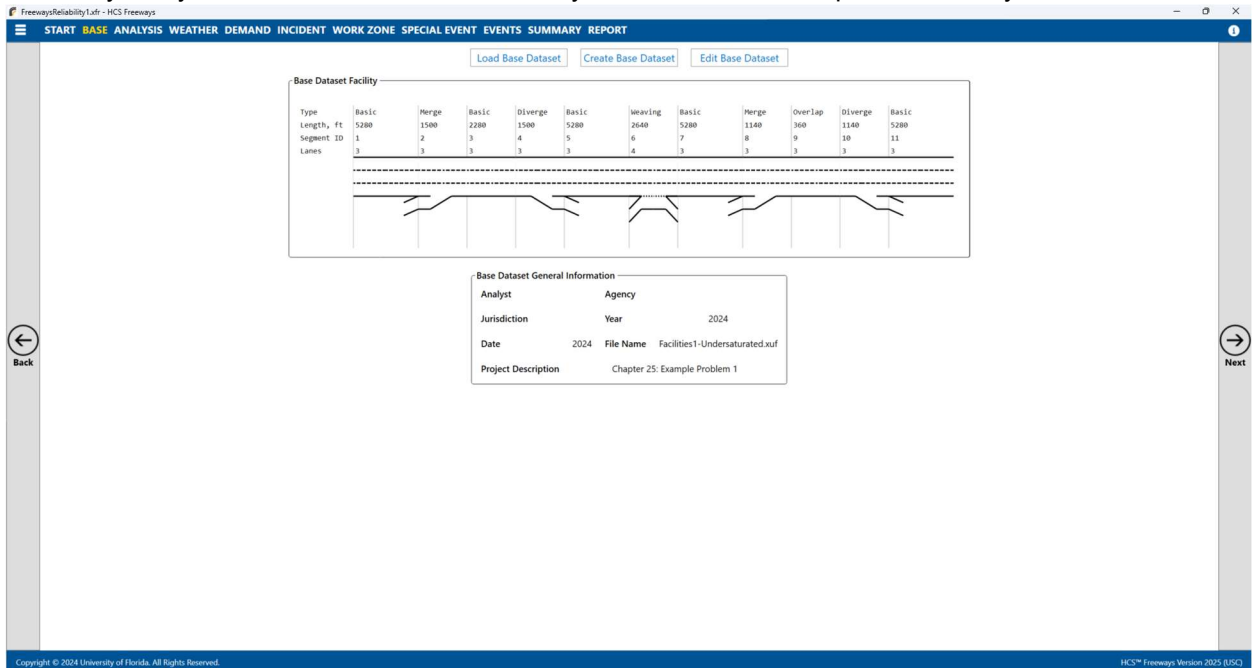 FreewaysReliability1.xfr - HCS Freeways
START BASE ANALYSIS WEATHER DEMAND INCIDENT WORK ZONE SPECIAL EVENT EVENTS SUMMARY REPORT
Load Base Dataset Create Base Dataset Edit Base Dataset
Base Dataset Facility
Type Basic Merge Basic Diverge Basic Weaving Basic Merge Overlap Diverge Basic
Length, ft 5280 1500 2280 1500 5280 2640 5280 1140 360 1140 5280
Segment ID 1 2 3 4 5 6 7 8 9 10 11
Lanes 3 3 3 3 3 4 3 3 3 3 3
Base Dataset General Information
Analyst Agency
Jurisdiction Year 2024
Date 2024 File Name Facilities1-Undersaturated.xuf
Project Description Chapter 25: Example Problem 1
Back
Next
Copyright © 2024 University of Florida. All Rights Reserved.
HCS™ Freeways Version 2025 (USC)